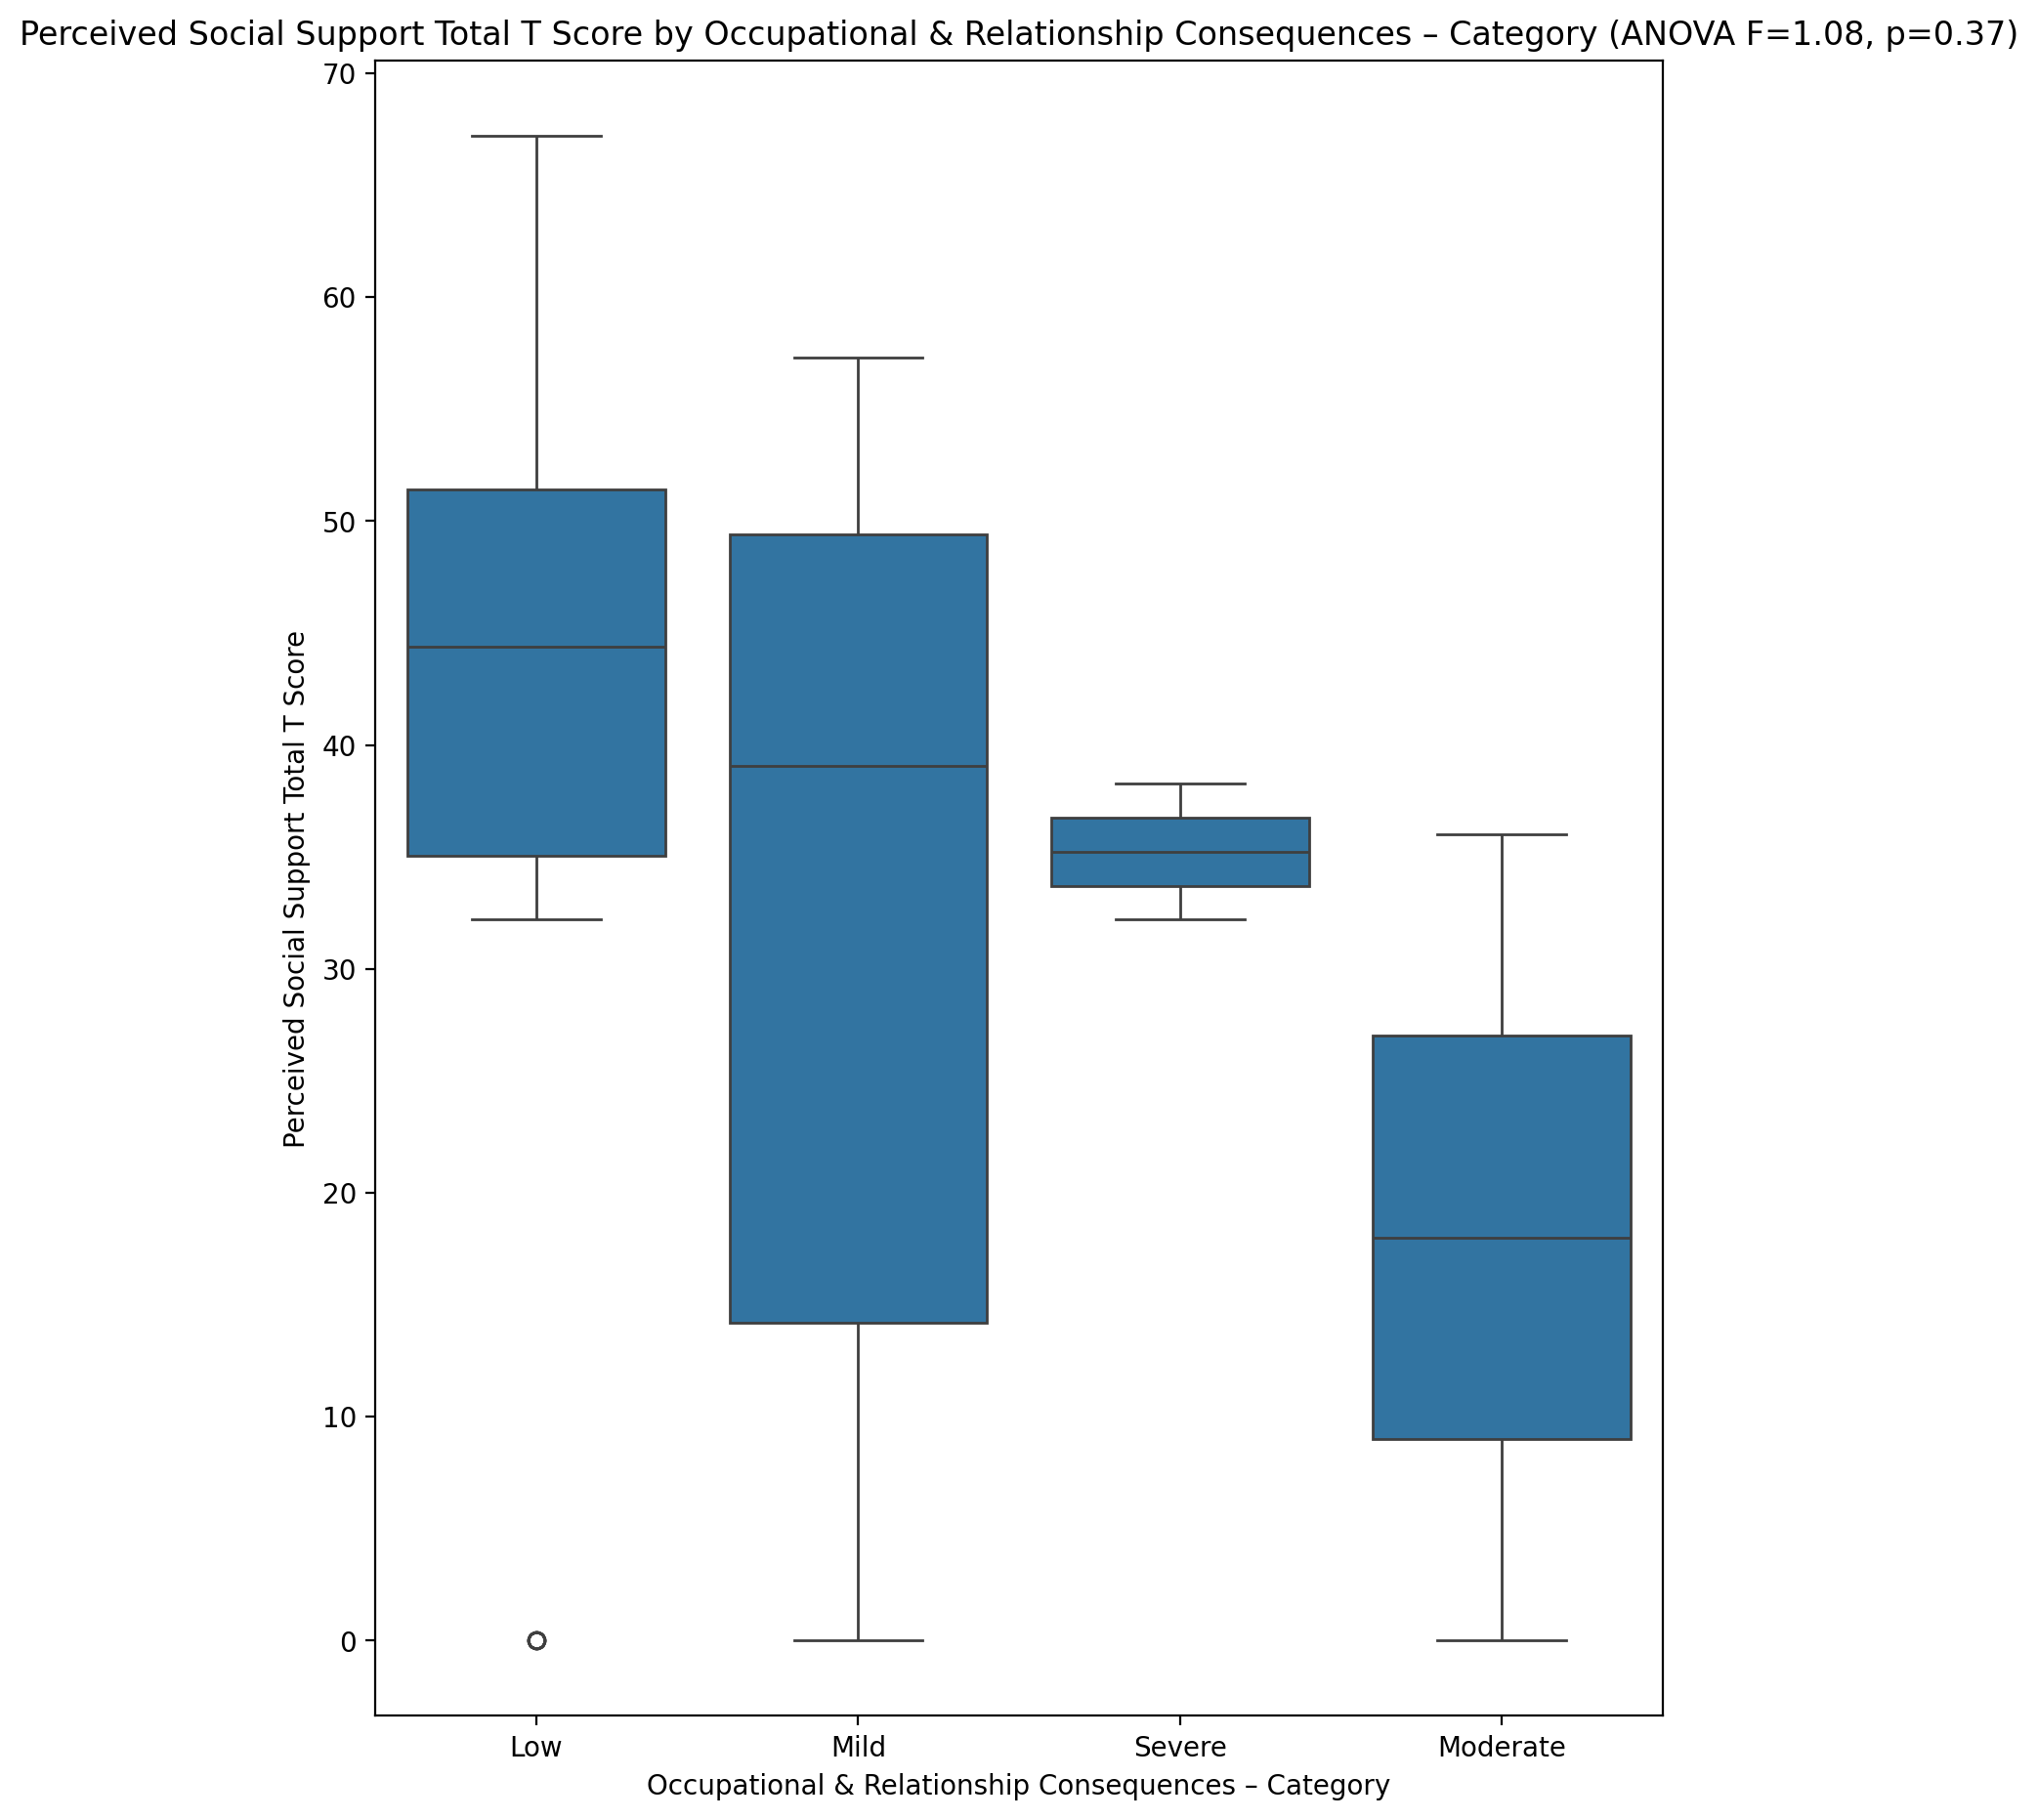 Perceived Social Support Total T Score by Occupational & Relationship Consequences – Category (ANOVA F=1.08, p=0.37)
70
60
50
40
30
20
10
0
Perceived Social Support Total T Score
Low
Mild
Severe
Moderate
Occupational & Relationship Consequences – Category